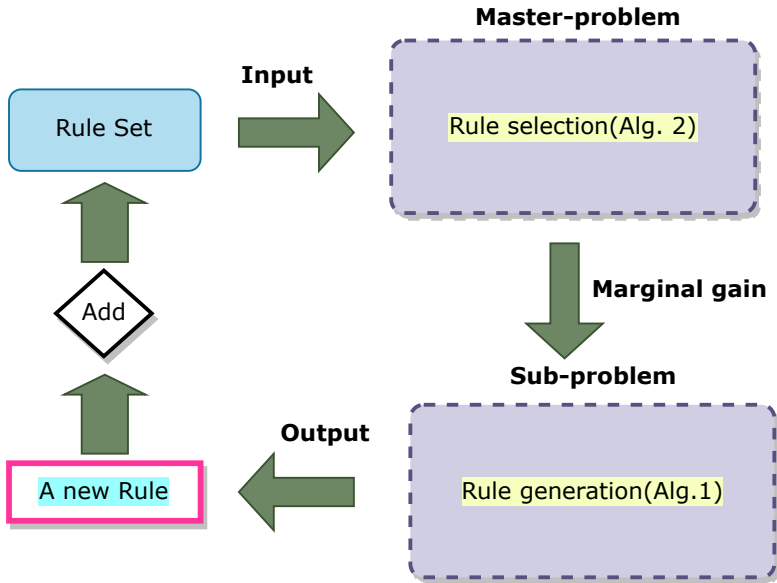 Master-problem
Input
Rule Set
Rule selection(Alg. 2)
Add
Marginal gain
Sub-problem
Output
A new Rule
Rule generation(Alg.1)